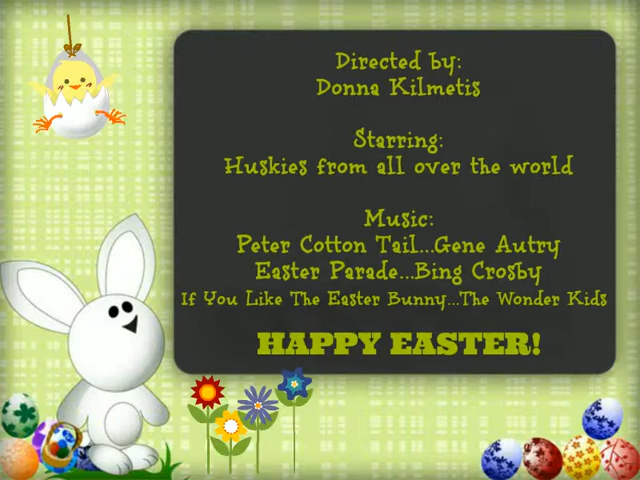 Directed by:
Donna Kilmetis
Starring:
Huskies from all over the world
Music:
Peter Cotton Tail...Gene Autry
Easter Parade...Bing Crosby
If You Like The Easter Bunny...The Wonder Kids
HAPPY EASTER!